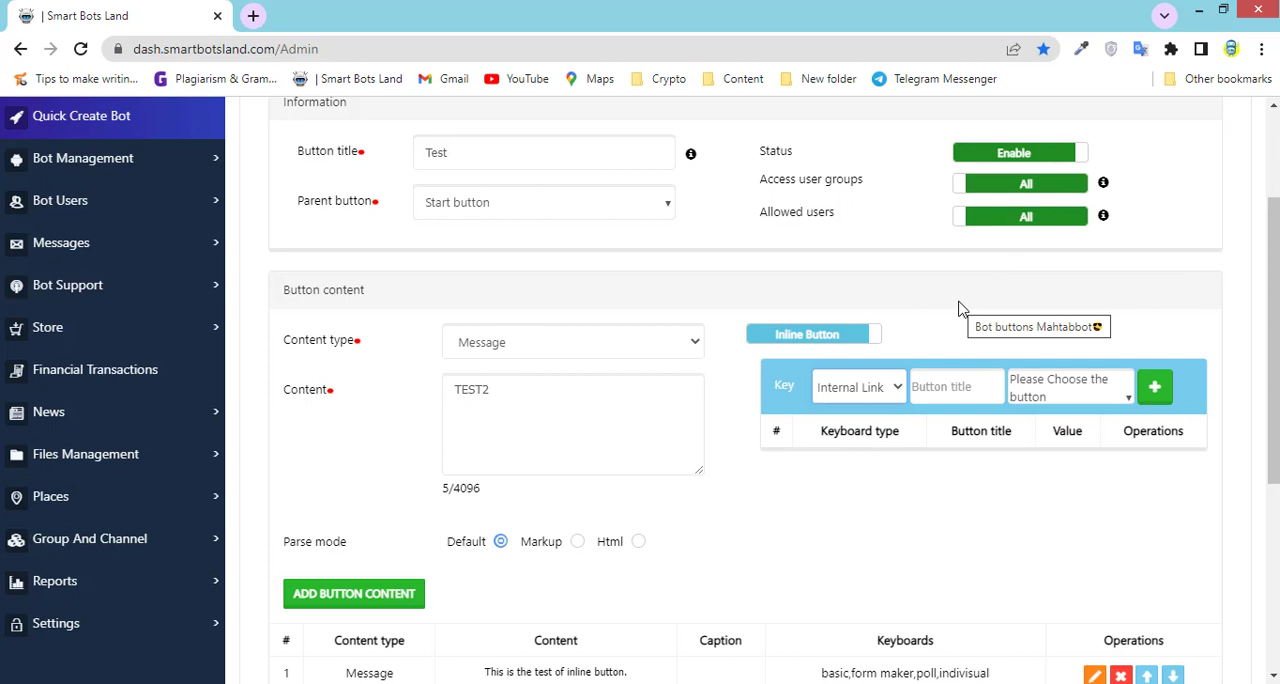 | Smart Bots Land
dash.smartbotsland.com/Admin
Tips to make writin... Plagiarism & Gram... | Smart Bots Land Gmail YouTube Maps Crypto Content New folder Telegram Messenger Other bookmarks
Quick Create Bot
Bot Management
Bot Users
Messages
Bot Support
Store
Financial Transactions
News
Files Management
Places
Group And Channel
Reports
Settings
Information
Button title
Test
Status
Enable
Access user groups
All
Parent button
Start button
Allowed users
All
Button content
Bot buttons Mahtabbot
Content type
Message
Inline Button
Content
TEST2
Key
Internal Link
Button title
Please Choose the
button
# Keyboard type Button title Value Operations
5/4096
Parse mode
Default Markup Html
ADD BUTTON CONTENT
# Content type Content Caption Keyboards Operations
1 Message This is the test of inline button. basic,form maker,poll,indivisual